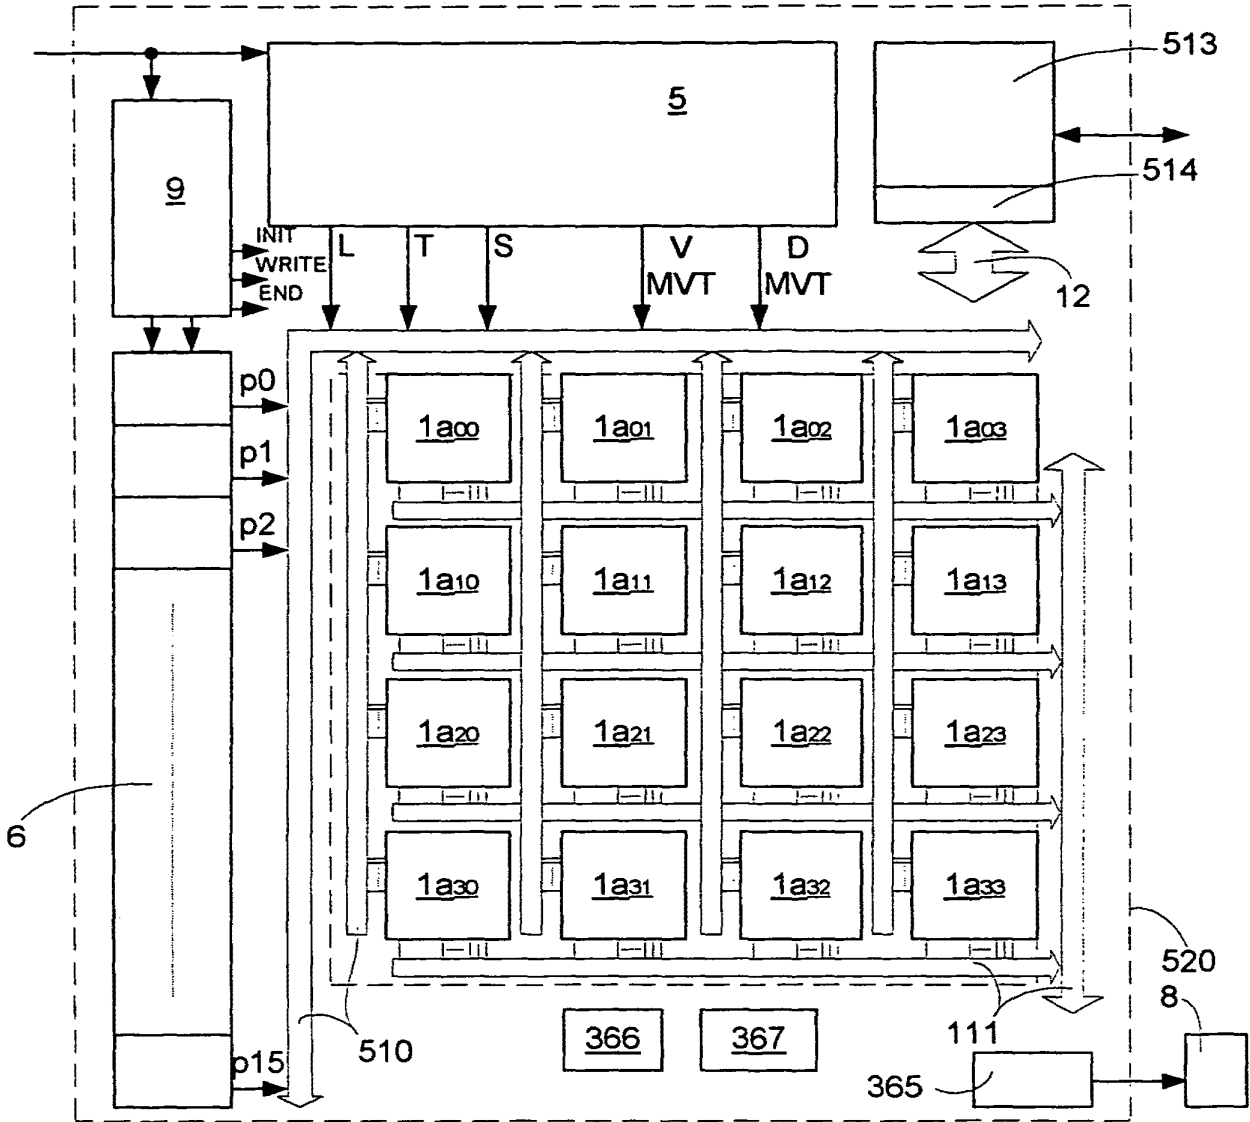 513
5
9
514
INIT
WRITE
END
L T S V D
MVT MVT
12
p0
1a00 1a01 1a02 1a03
p1
p2
1a10 1a11 1a12 1a13
1a20 1a21 1a22 1a23
6
1a30 1a31 1a32 1a33
520
8
510
366 367
111
p15
365